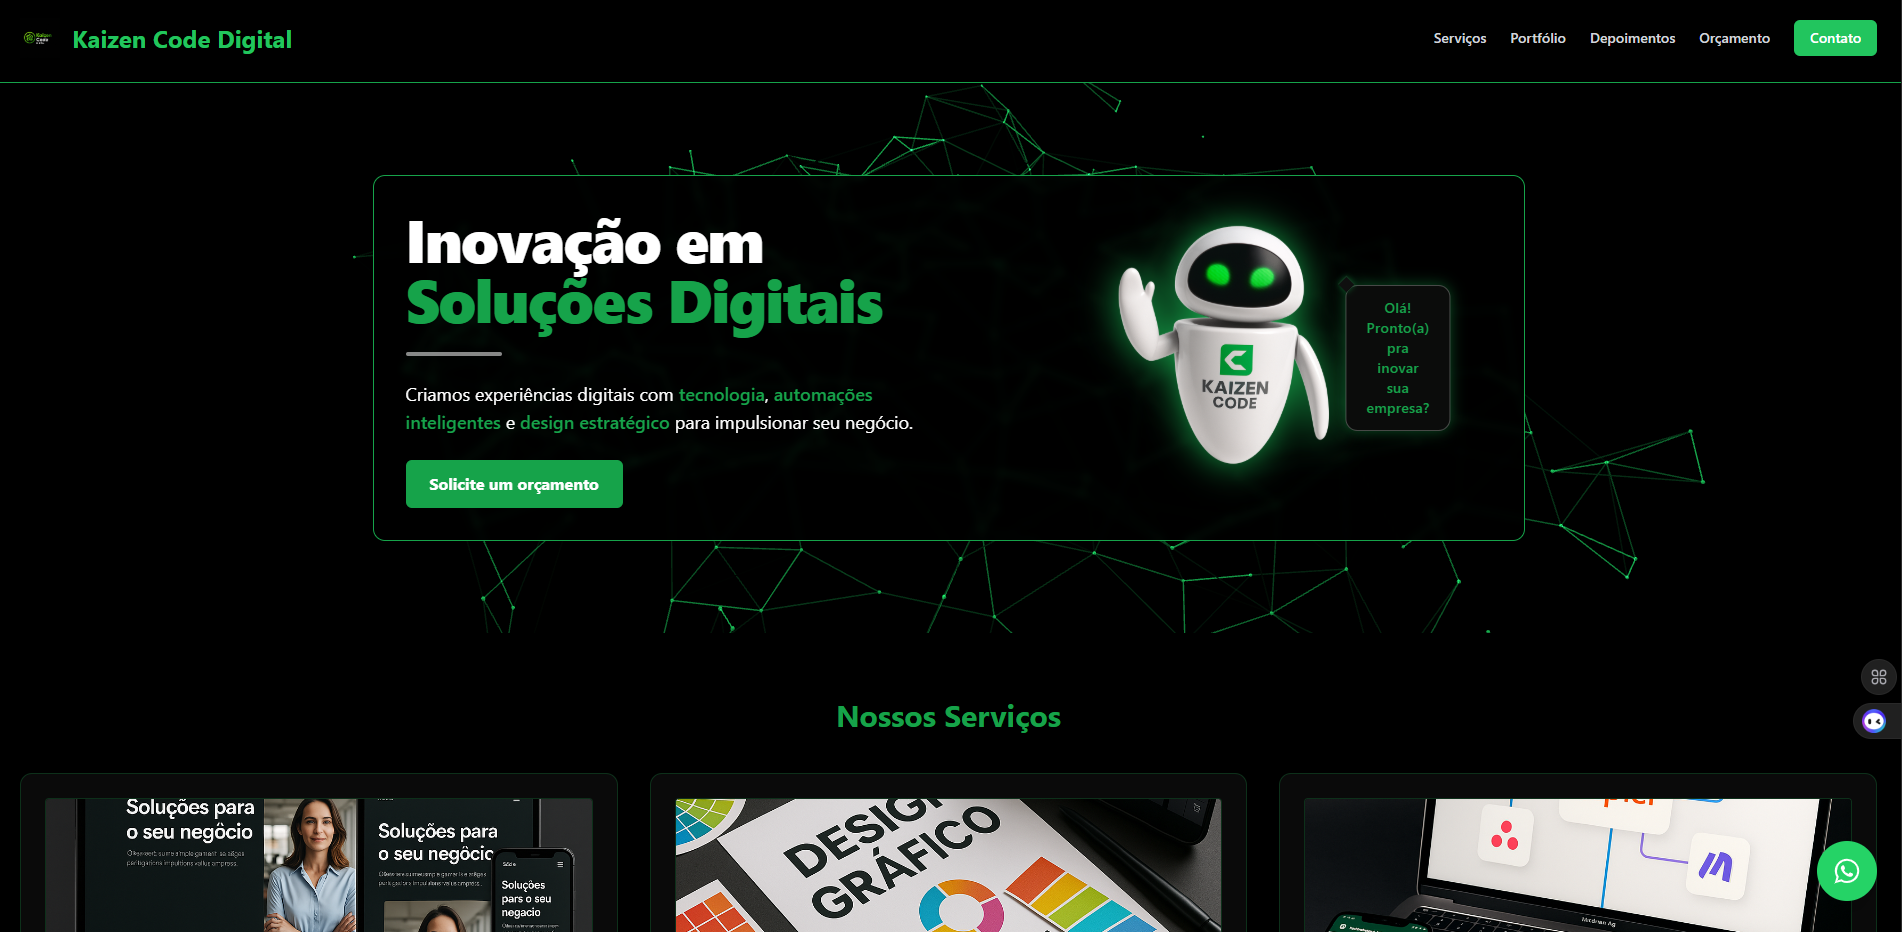 Kaizen Code Digital
Serviços
Portfólio
Depoimentos
Orçamento
Contato
Inovação em
Soluções Digitais
Criamos experiências digitais com tecnologia, automações
inteligentes e design estratégico para impulsionar seu negócio.
Solicite um orçamento
KAIZEN
CODE
Olá!
Pronto(a)
pra
inovar
sua
empresa?
Nossos Serviços
Soluções para
o seu negócio
Soluções para
o seu negócio
Soluções
pars o seu
negacio
DESIGN
GRÁFICO